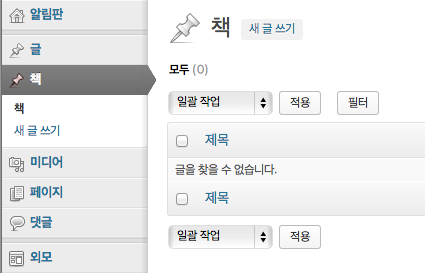 알림판
글
책
책
새 글 쓰기
미디어
페이지
댓글
외모
책 새 글 쓰기
모두 (0)
일괄 작업 적용 필터
제목
글을 찾을 수 없습니다.
제목
일괄 작업 적용